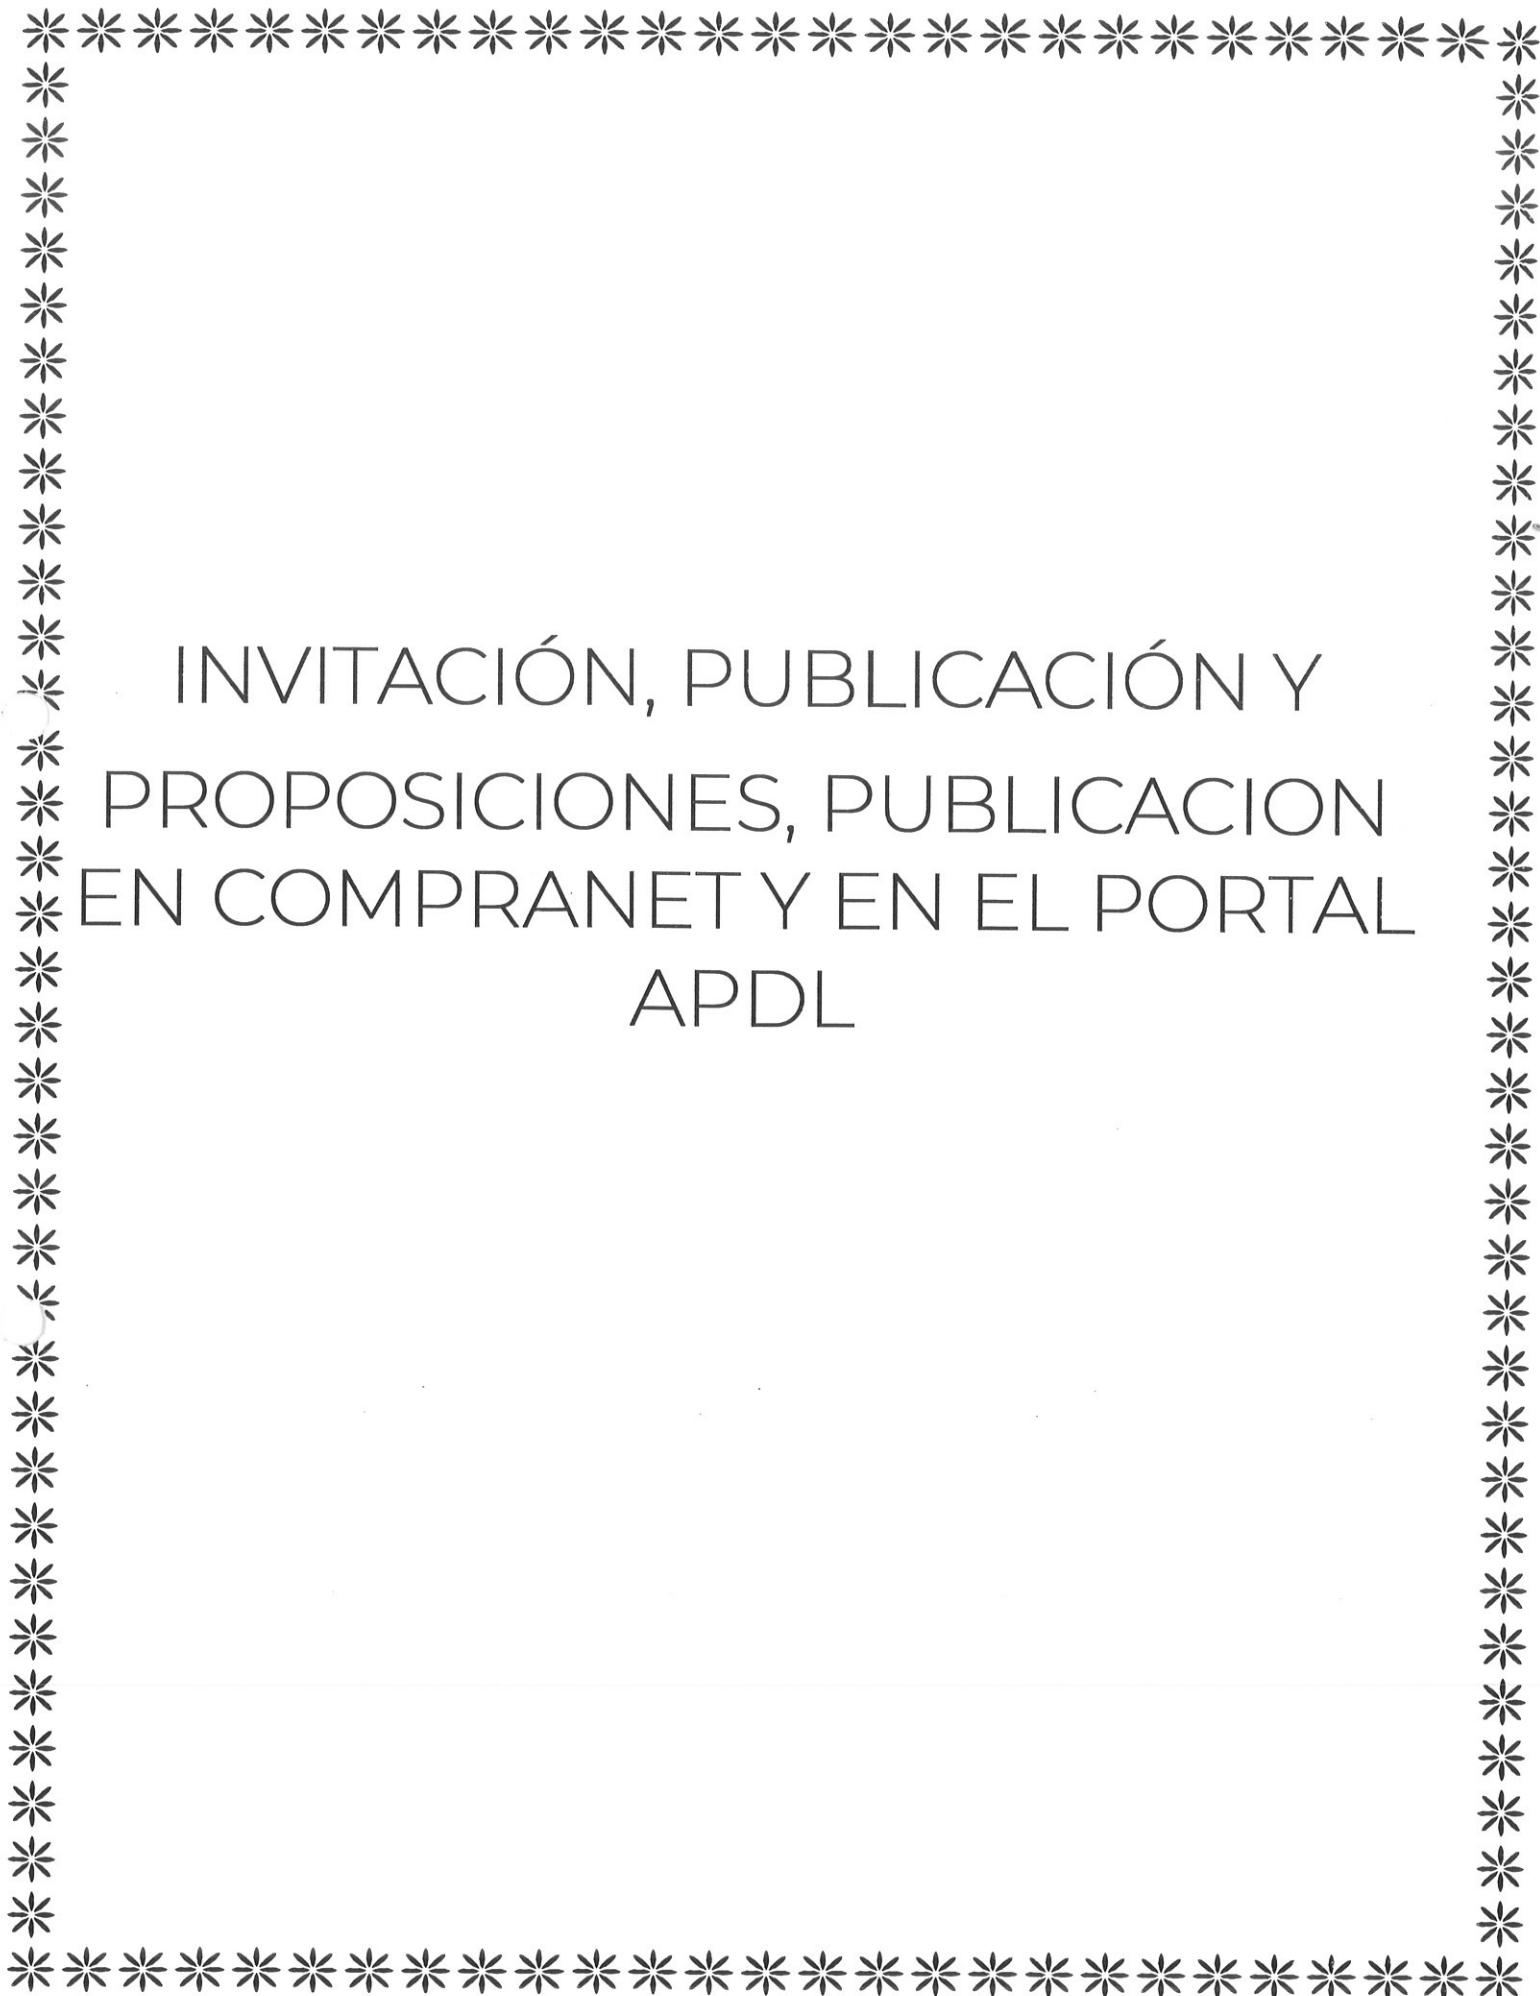 INVITACIÓN, PUBLICACIÓN Y
PROPOSICIONES, PUBLICACION
EN COMPRANET Y EN EL PORTAL
APDL